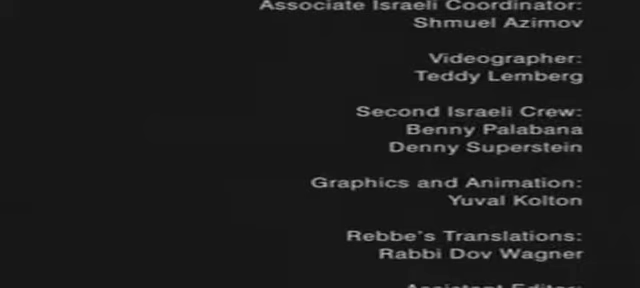 Associate Israeli Coordinator:
Shmuel Azimov
Videographer:
Teddy Lemberg
Second Israeli Crew:
Benny Palabana
Denny Superstein
Graphics and Animation:
Yuval Kolton
Rebbe's Translations:
Rabbi Dov Wagner
Assistant Editor: